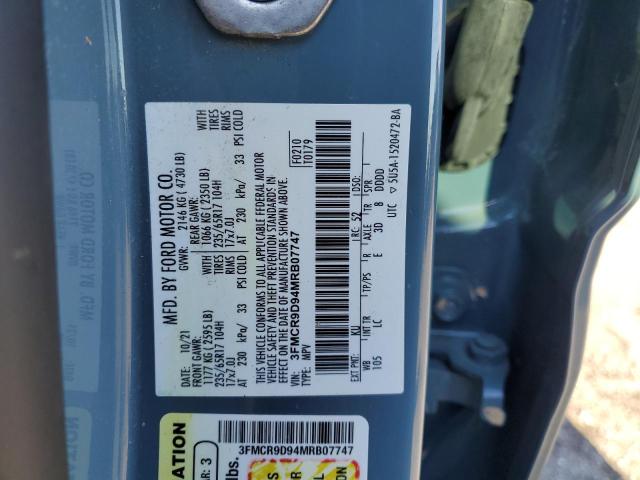 MFD. BY FORD MOTOR CO.
DATE: 10/21 GVWR: 2146 KG ( 4730 LB)
FRONT GAWR: REAR GAWR: WITH
1177 KG ( 2595 LB) 1066 KG ( 2350 LB) TIRES
235/65R17 104H TIRES 235/65R17 104H RIMS
17x7.0J RIMS 17x7.0J PSI COLD
AT 230 kPa/ 33 PSI COLD AT 230 kPa/ 33
THIS VEHICLE CONFORMS TO ALL APPLICABLE FEDERAL MOTOR
VEHICLE SAFETY AND THEFT PREVENTION STANDARDS IN
EFFECT ON THE DATE OF MANUFACTURE SHOWN ABOVE.
VIN: 3FMCR9D94MRB07747
TYPE: MPV
F0210
T0179
EXT PNT: KU RC: 52 DSO:
WB INT TR TP/PS R AXLE TR SPR
105 LC E 3D 8 DDDD
UTC ▽ 5U5A-1520472-BA
3FMCR9D94MRB07747